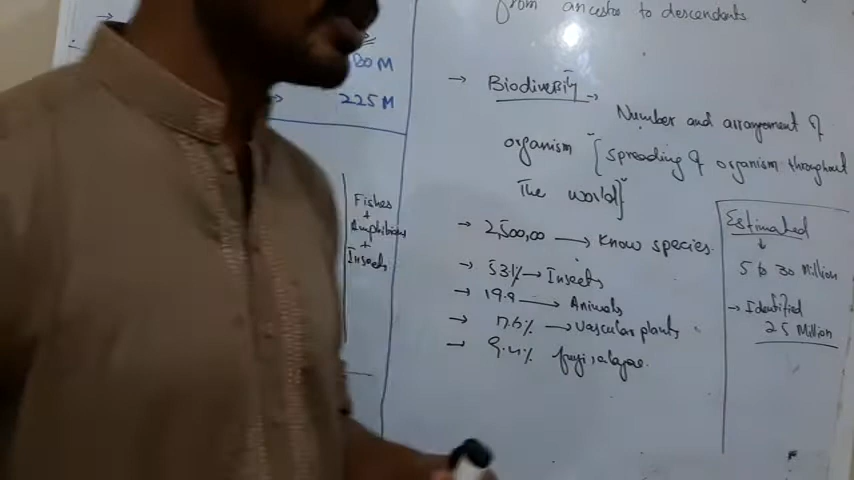 from ancestor to descendents
80 M
225 M
→ Biodiversity →
Number and arrangement of
organism [spreading of organism throughout
The world]
Fishes
+
Amphibians
+
Insects
→ 2,500,00 → Know species.
→ 53.1% → Insects
→ 19.9 → Animals
→ 17.6% → Vascular plants
→ 9.4% fugi, algae.
Estimated
↓
5 to 30 Million
→ Identified
2.5 Million